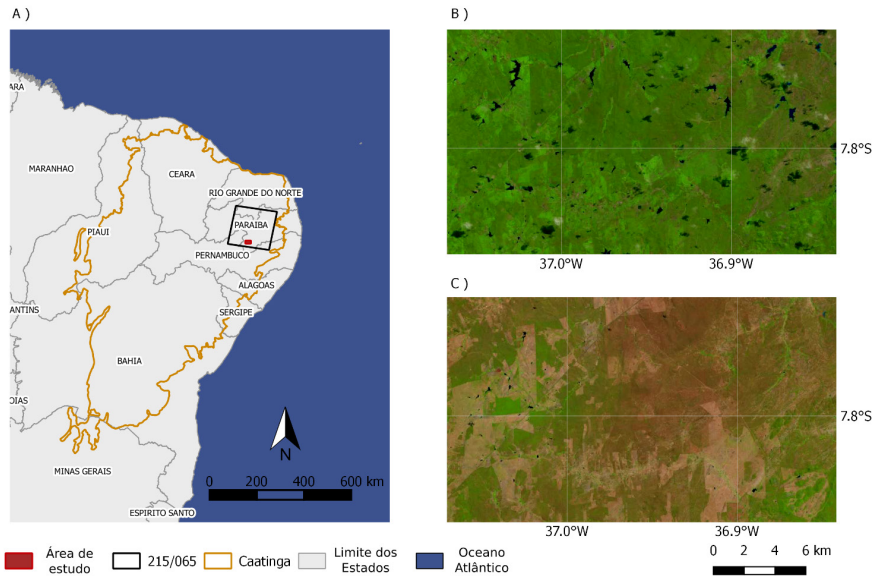 A )
B )
ARA
MARANHAO
CEARA
RIO GRANDE DO NORTE
PARAIBA
PIAUI
PERNAMBUCO
ALAGOAS
ANTINS
SERGIPE
BAHIA
OIAS
MINAS GERAIS
ESPIRITO SANTO
N
0 200 400 600 km
7.8°S
37.0°W 36.9°W
C )
7.8°S
37.0°W 36.9°W
0 2 4 6 km
Área de
estudo
215/065
Caatinga
Limite dos
Estados
Oceano
Atlântico